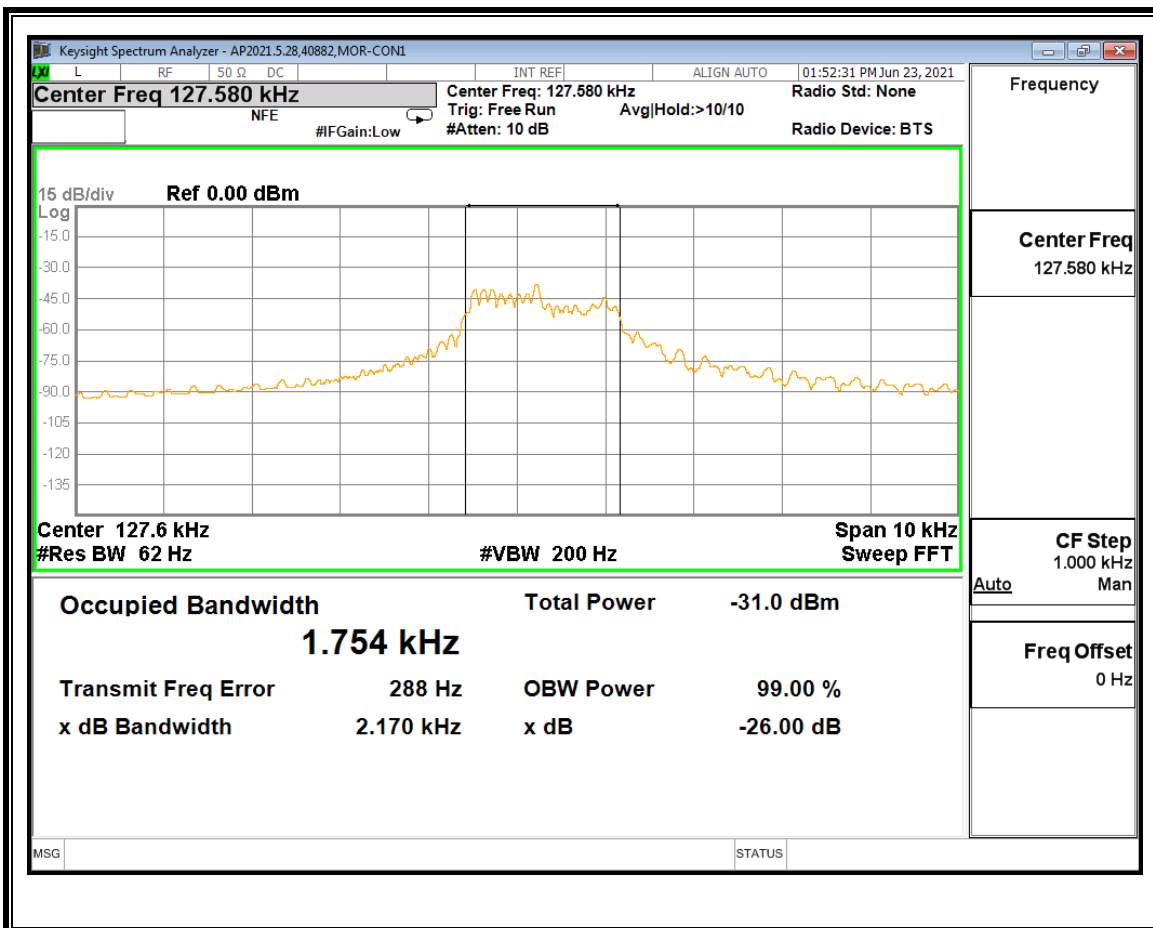 Keysight Spectrum Analyzer - AP2021.5.28,40882,MOR-CON1
LXI L RF 50 Ω DC INT REF ALIGN AUTO 01:52:31 PM Jun 23, 2021
Center Freq 127.580 kHz
NFE
#IFGain:Low
Center Freq: 127.580 kHz
Trig: Free Run Avg|Hold:>10/10
#Atten: 10 dB
Radio Std: None
Radio Device: BTS
15 dB/div Ref 0.00 dBm
Log
-15.0
-30.0
-45.0
-60.0
-75.0
-90.0
-105
-120
-135
Center 127.6 kHz Span 10 kHz
#Res BW 62 Hz #VBW 200 Hz Sweep FFT
Occupied Bandwidth
1.754 kHz
Total Power -31.0 dBm
Transmit Freq Error 288 Hz OBW Power 99.00 %
x dB Bandwidth 2.170 kHz x dB -26.00 dB
MSG STATUS
Frequency
Center Freq
127.580 kHz
CF Step
1.000 kHz
Auto Man
Freq Offset
0 Hz